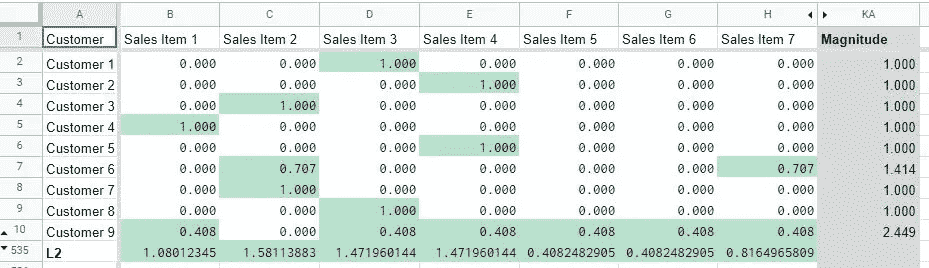 A B C D E F G H KA
1 Customer Sales Item 1 Sales Item 2 Sales Item 3 Sales Item 4 Sales Item 5 Sales Item 6 Sales Item 7 Magnitude
2 Customer 1 0.000 0.000 1.000 0.000 0.000 0.000 0.000 1.000
3 Customer 2 0.000 0.000 0.000 1.000 0.000 0.000 0.000 1.000
4 Customer 3 0.000 1.000 0.000 0.000 0.000 0.000 0.000 1.000
5 Customer 4 1.000 0.000 0.000 0.000 0.000 0.000 0.000 1.000
6 Customer 5 0.000 0.000 0.000 1.000 0.000 0.000 0.000 1.000
7 Customer 6 0.000 0.707 0.000 0.000 0.000 0.000 0.707 1.414
8 Customer 7 0.000 1.000 0.000 0.000 0.000 0.000 0.000 1.000
9 Customer 8 0.000 0.000 1.000 0.000 0.000 0.000 0.000 1.000
10 Customer 9 0.408 0.000 0.408 0.408 0.408 0.408 0.408 2.449
535 L2 1.08012345 1.58113883 1.471960144 1.471960144 0.4082482905 0.4082482905 0.8164965809